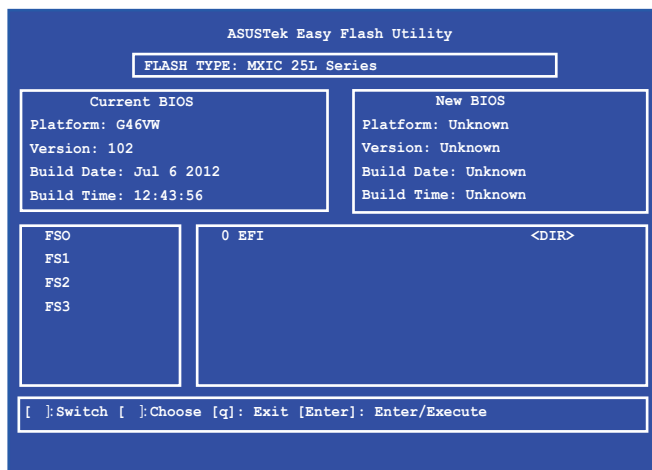 ASUSTek Easy Flash Utility
FLASH TYPE: MXIC 25L Series
Current BIOS
Platform: G46VW
Version: 102
Build Date: Jul 6 2012
Build Time: 12:43:56
New BIOS
Platform: Unknown
Version: Unknown
Build Date: Unknown
Build Time: Unknown
FSO
FS1
FS2
FS3
0 EFI <DIR>
[ ]:Switch [ ]:Choose [q]: Exit [Enter]: Enter/Execute